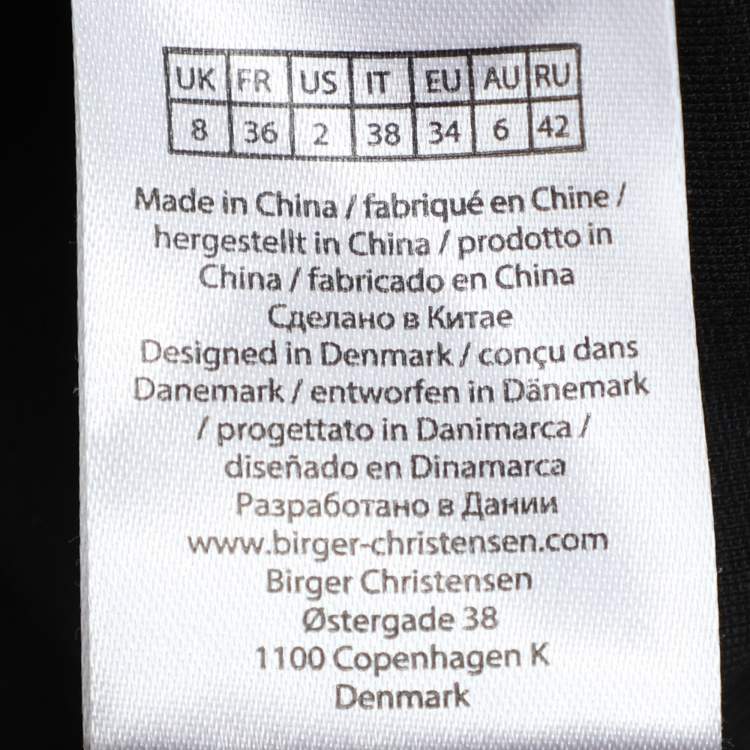 UK FR US IT EU AU RU
8 36 2 38 34 6 42
Made in China / fabriqué en Chine /
hergestellt in China / prodotto in
China / fabricado en China
Сделано в Китае
Designed in Denmark / conçu dans
Danemark / entworfen in Dänemark
/ progettato in Danimarca /
diseñado en Dinamarca
Разработано в Дании
www.birger-christensen.com
Birger Christensen
Østergade 38
1100 Copenhagen K
Denmark